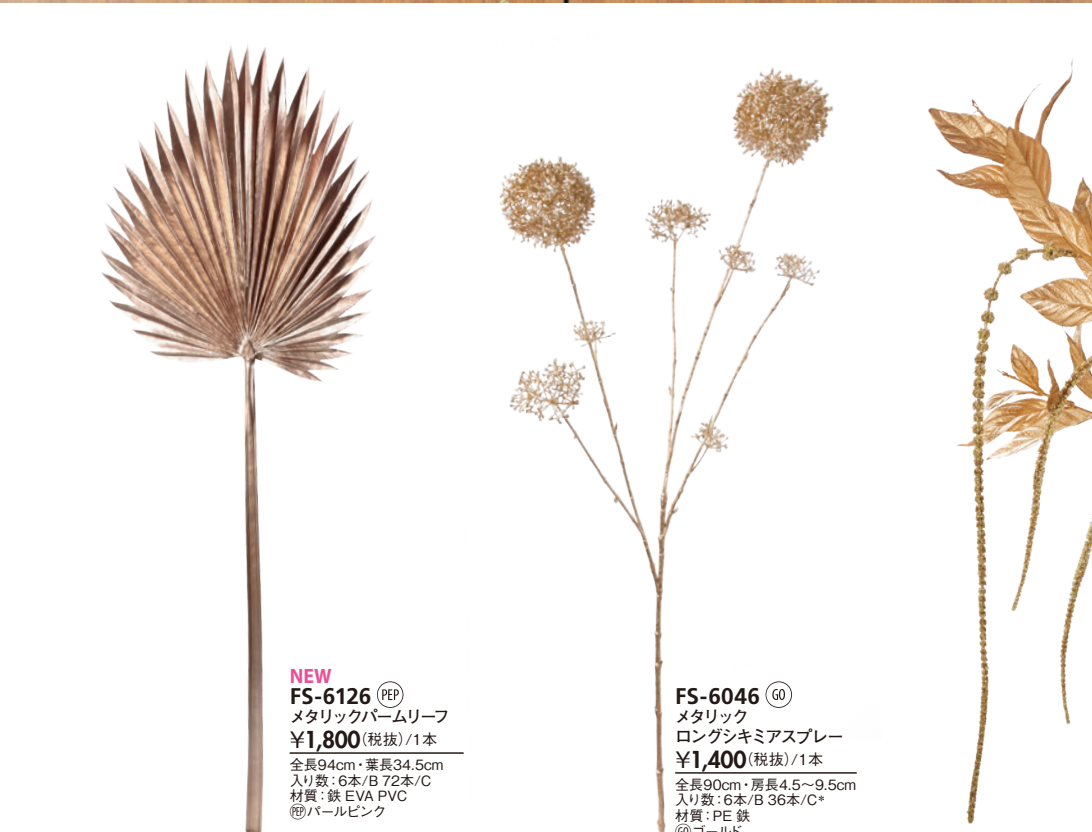 NEW
FS-6126 PEP
メタリックパームリーフ
¥1,800(税抜)/1本
全長94cm・葉長34.5cm
入り数:6本/B 72本/C
材質:鉄 EVA PVC
PEP パールピンク
FS-6046 GO
メタリック
ロングシキミアスプレー
¥1,400(税抜)/1本
全長90cm・房長4.5〜9.5cm
入り数:6本/B 36本/C*
材質:PE 鉄
GO ゴールド